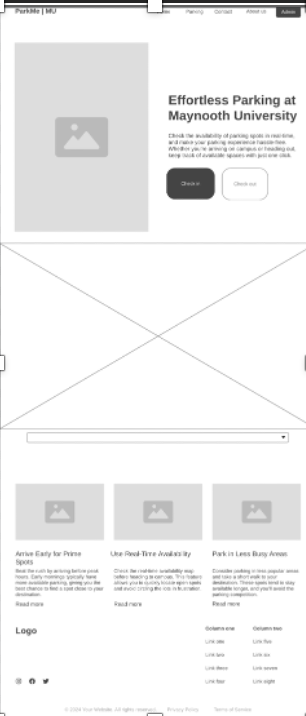 ParkMe | MU
Parking Contact About us Admin
Effortless Parking at
Maynooth University
Check the availability of parking spots in real-time,
and make your parking experience hassle-free.
Whether you're arriving on campus or heading out,
keep track of available spaces with just one click.
Check in Check out
Arrive Early for Prime
Spots
Beat the rush by arriving before peak
hours. Early mornings typically have
more available parking, giving you the
best chance to find a spot close to your
destination.
Read more
Use Real-Time Availability
Check the real-time availability map
before heading to campus. This feature
allows you to quickly locate open spots
and avoid circling the lots in frustration.
Read more
Park in Less Busy Areas
Consider parking in less popular areas
and take a short walk to your
destination. These spots tend to stay
available longer, and you'll avoid the
parking competition.
Read more
Logo
Column one
Link one
Link two
Link three
Link four
Column two
Link five
Link six
Link seven
Link eight
© 2024 Your Website. All rights reserved. Privacy Policy Terms of Service